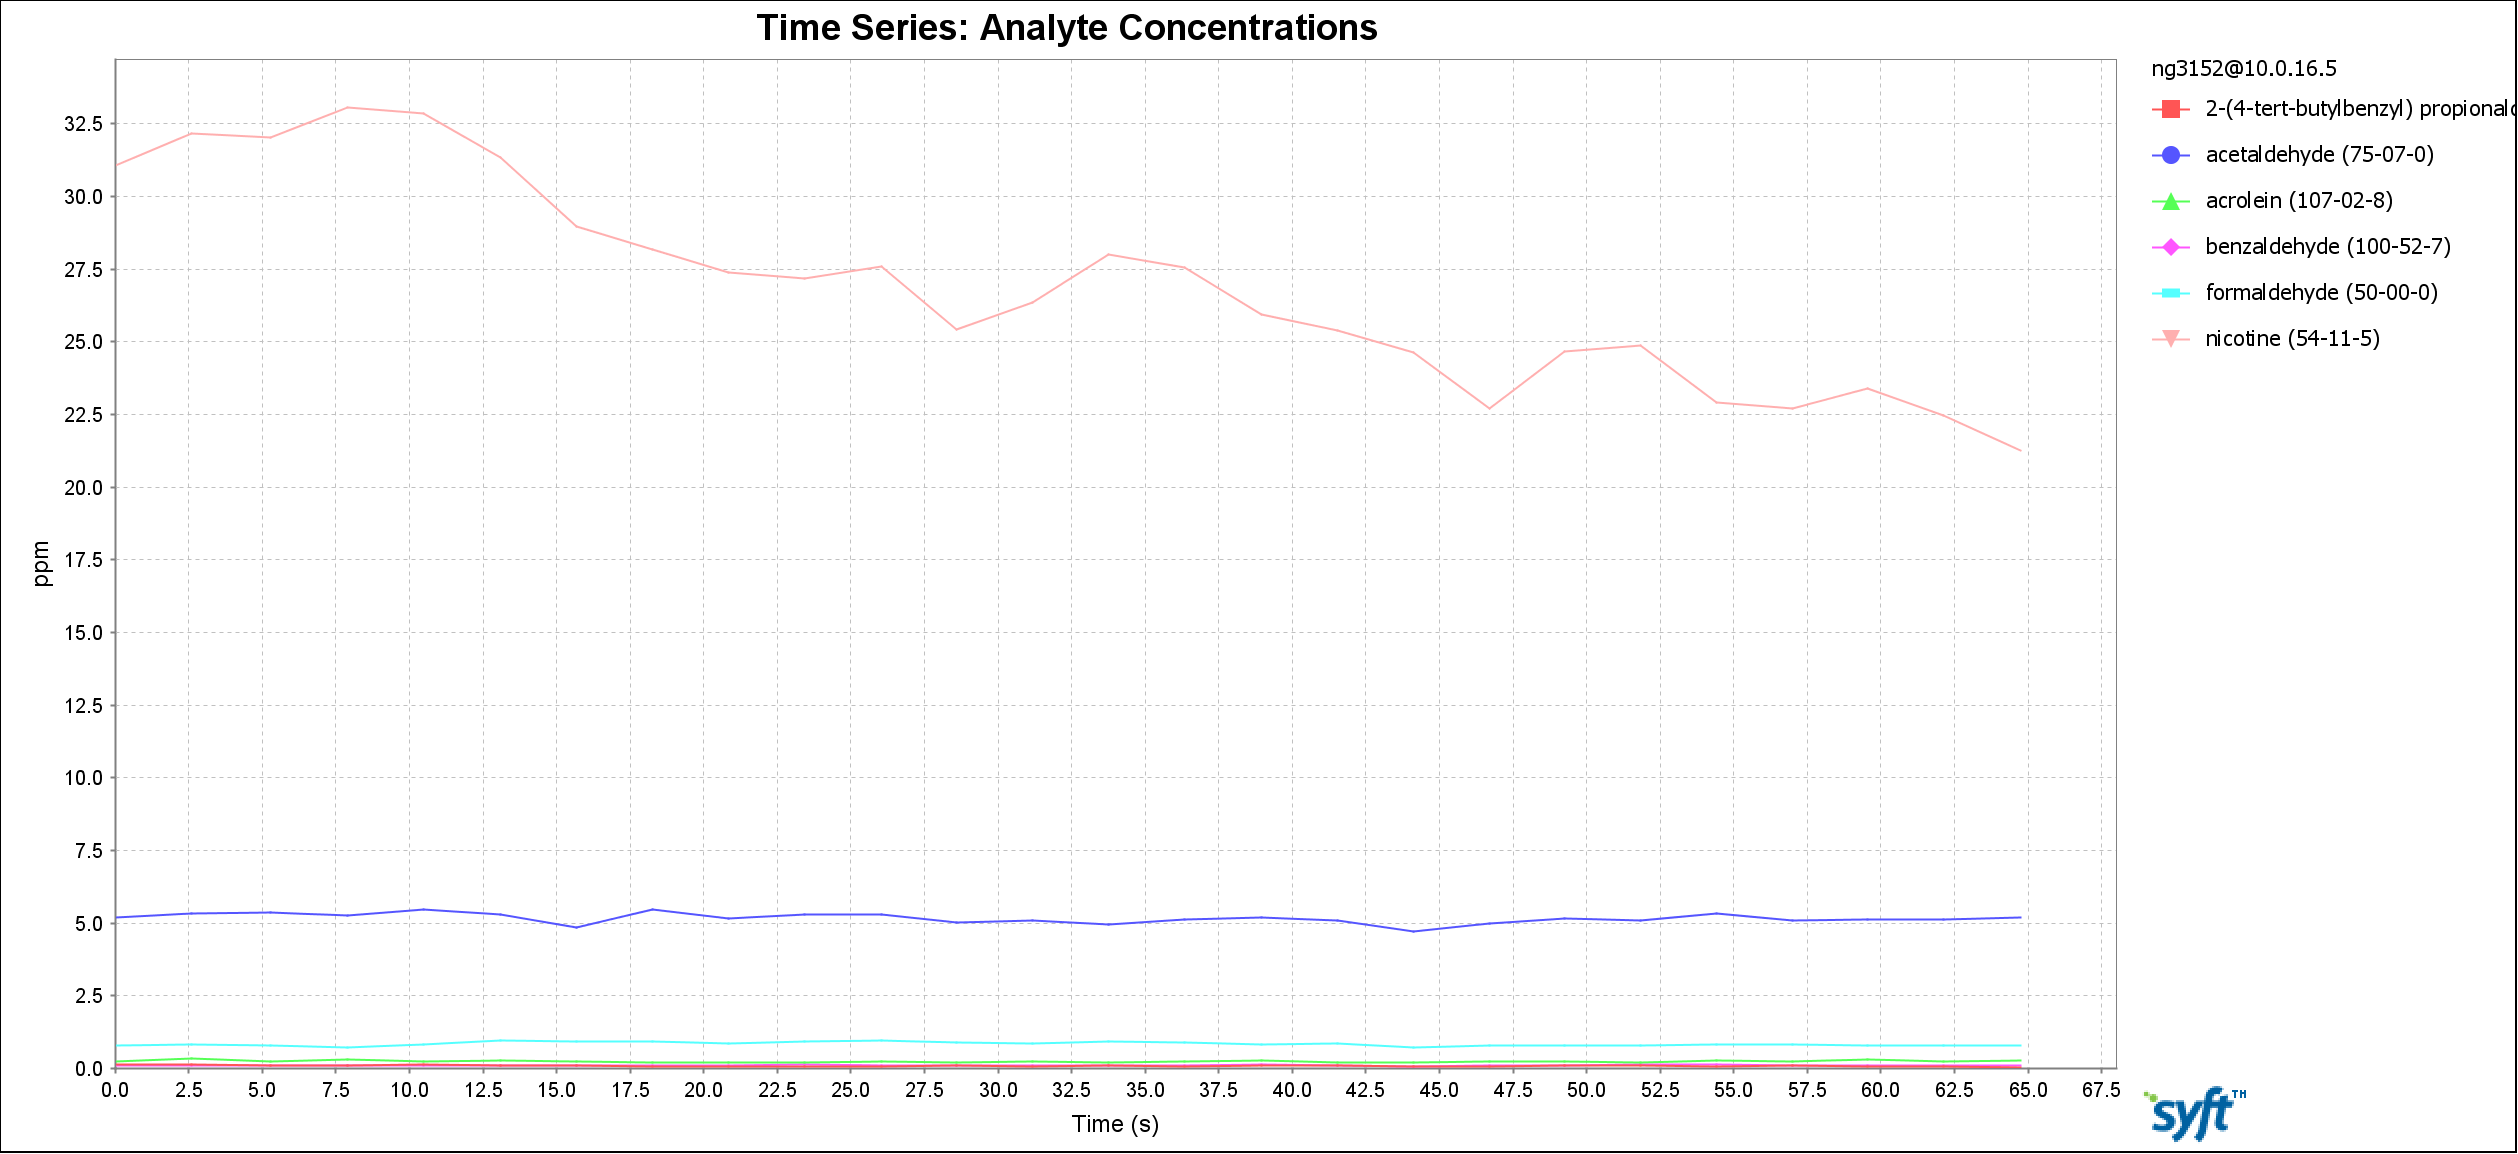 Time Series: Analyte Concentrations
ng3152@10.0.16.5
2-(4-tert-butylbenzyl)
acetaldehyde (75-07-0)
acrolein (107-02-8)
benzaldehyde (100-52-7)
formaldehyde (50-00-0)
nicotine (54-11-5)
ppm
32.5
30.0
27.5
25.0
22.5
20.0
17.5
15.0
12.5
10.0
7.5
5.0
2.5
0.0
0.0 2.5 5.0 7.5 10.0 12.5 15.0 17.5 20.0 22.5 25.0 27.5 30.0 32.5 35.0 37.5 40.0 42.5 45.0 47.5 50.0 52.5 55.0 57.5 60.0 62.5 65.0 67.5
Time (s)
syft™